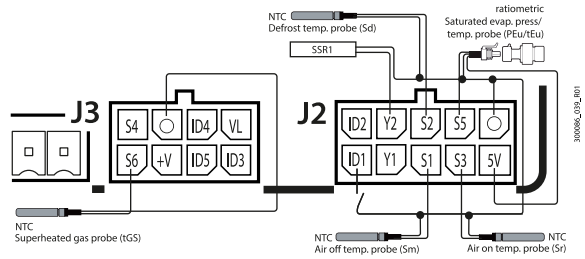 NTC
Defrost temp. probe (Sd)
ratiometric
Saturated evap. press/
temp. probe (PEu/tEu)
SSR1
J3
J2
S4
ID4
VL
ID2
Y2
S2
S5
S6
+V
ID5
ID3
ID1
Y1
S1
S3
5V
NTC
Superheated gas probe (tGS)
NTC
Air off temp. probe (Sm)
NTC
Air on temp. probe (Sr)
300086_039_R01